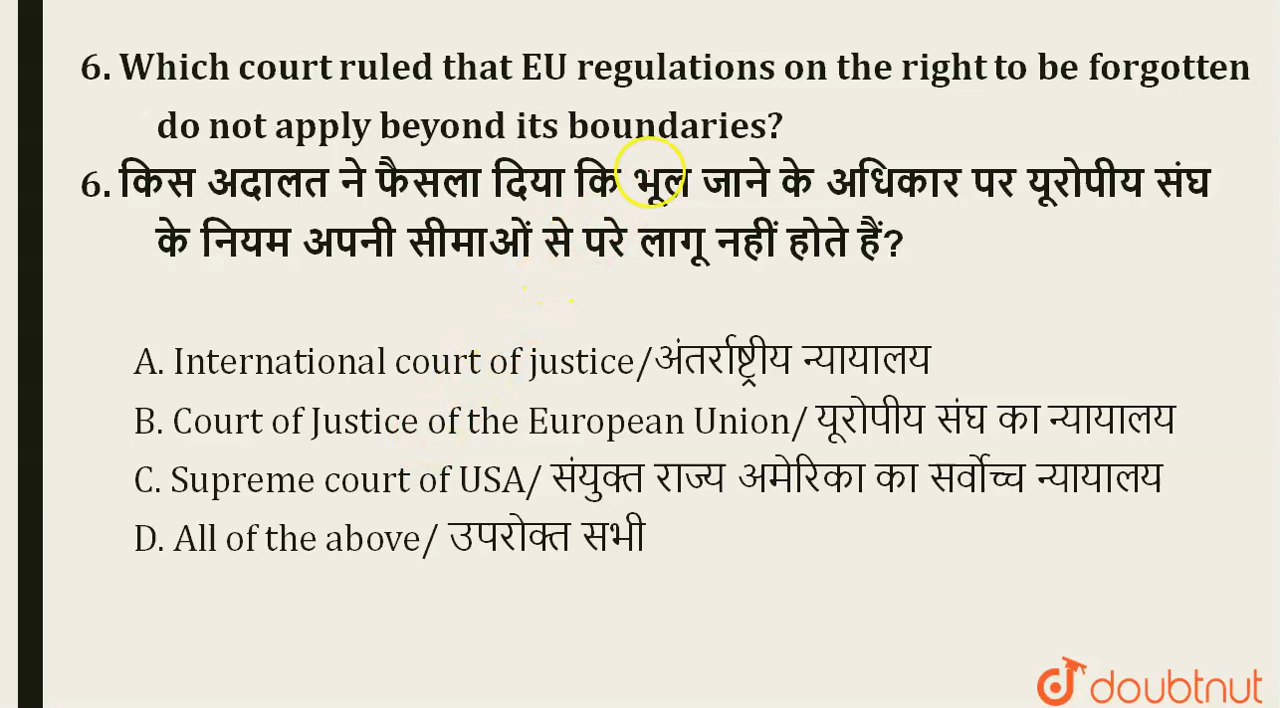 6. Which court ruled that EU regulations on the right to be forgotten
do not apply beyond its boundaries?
6. किस अदालत ने फैसला दिया कि भूल जाने के अधिकार पर यूरोपीय संघ
के नियम अपनी सीमाओं से परे लागू नहीं होते हैं?
A. International court of justice/अंतर्राष्ट्रीय न्यायालय
B. Court of Justice of the European Union/ यूरोपीय संघ का न्यायालय
C. Supreme court of USA/ संयुक्त राज्य अमेरिका का सर्वोच्च न्यायालय
D. All of the above/ उपरोक्त सभी
doubtnut